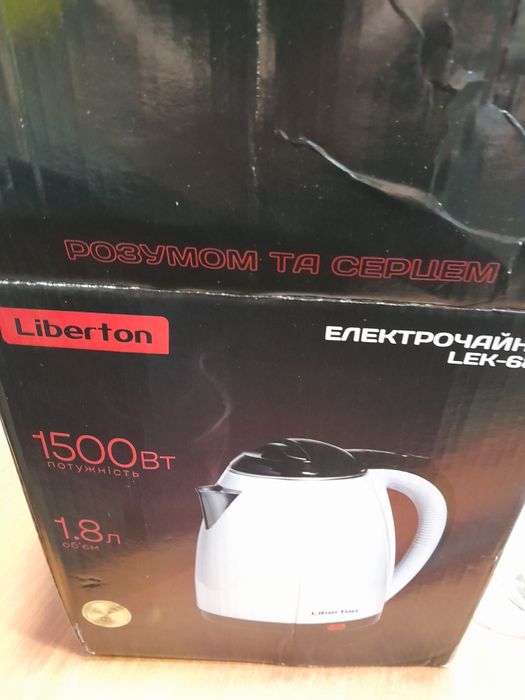 РОЗУМОМ ТА СЕРЦЕМ
Liberton
1500Вт
потужність
1.8л
об'єм
Liberton